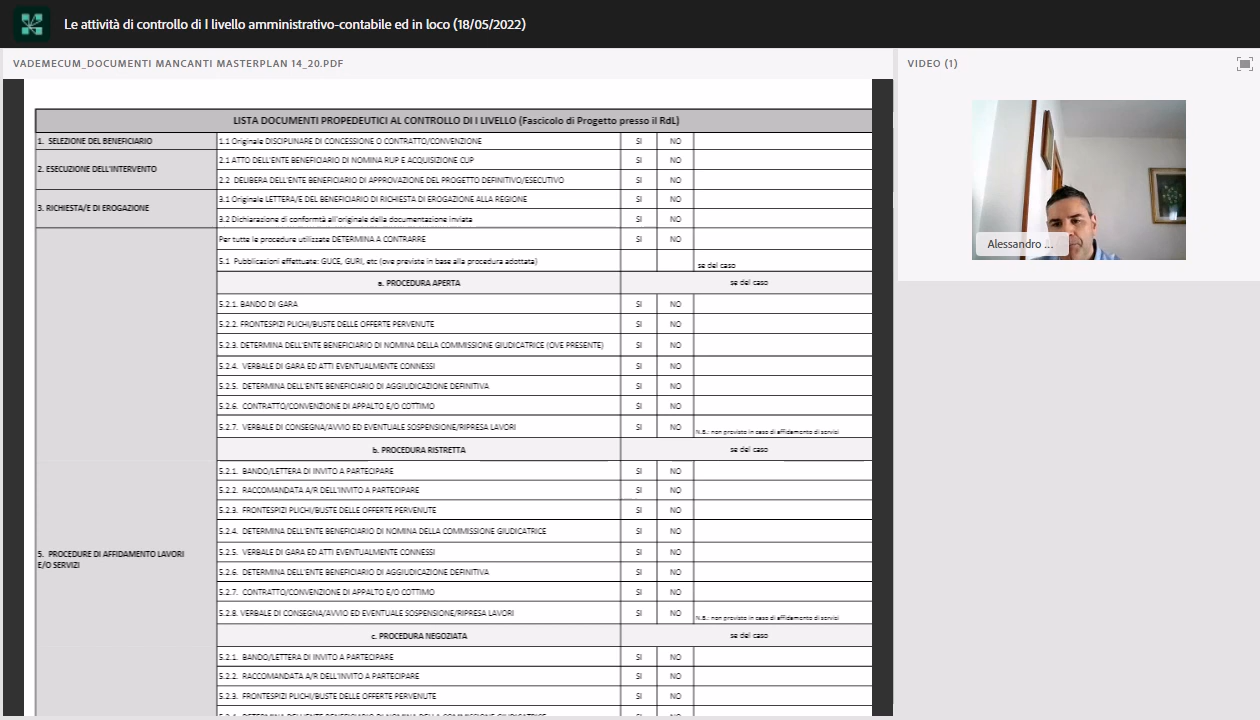 Le attività di controllo di I livello amministrativo-contabile ed in loco (18/05/2022)
VADEMECUM_DOCUMENTI MANCANTI MASTERPLAN 14_20.PDF
VIDEO (1)
Alessandro ...
LISTA DOCUMENTI PROPEDEUTICI AL CONTROLLO DI I LIVELLO (Fascicolo di Progetto presso il RdL)
1. SELEZIONE DEL BENEFICIARIO
1.1 Originale DISCIPLINARE DI CONCESSIONE O CONTRATTO/CONVENZIONE SI NO
2. ESECUZIONE DELL'INTERVENTO
2.1 ATTO DELL'ENTE BENEFICIARIO DI NOMINA RUP E ACQUISIZIONE CUP SI NO
2.2 DELIBERA DELL'ENTE BENEFICIARIO DI APPROVAZIONE DEL PROGETTO DEFINITIVO/ESECUTIVO SI NO
3. RICHIESTA/E DI EROGAZIONE
3.1 Originale LETTERA/E DEL BENEFICIARIO DI RICHIESTA DI EROGAZIONE ALLA REGIONE SI NO
3.2 Dichiarazione di conformtà all'originale della documentazione inviata SI NO
5. PROCEDURE DI AFFIDAMENTO LAVORI
E/O SERVIZI
Per tutte le procedure utilizzate DETERMINA A CONTRARRE SI NO
5.1 Pubblicazioni effettuate: GUCE, GURI, etc (ove previste in base alla procedura adottata) se del caso
a. PROCEDURA APERTA se del caso
5.2.1. BANDO DI GARA SI NO
5.2.2. FRONTESPIZI PLICHI/BUSTE DELLE OFFERTE PERVENUTE SI NO
5.2.3. DETERMINA DELL'ENTE BENEFICIARIO DI NOMINA DELLA COMMISSIONE GIUDICATRICE (OVE PRESENTE) SI NO
5.2.4. VERBALE DI GARA ED ATTI EVENTUALMENTE CONNESSI SI NO
5.2.5. DETERMINA DELL'ENTE BENEFICIARIO DI AGGIUDICAZIONE DEFINITIVA SI NO
5.2.6. CONTRATTO/CONVENZIONE DI APPALTO E/O COTTIMO SI NO
5.2.7. VERBALE DI CONSEGNA/AVVIO ED EVENTUALE SOSPENSIONE/RIPRESA LAVORI SI NO N.B.: non previsto in caso di affidamento di servizi
b. PROCEDURA RISTRETTA se del caso
5.2.1. BANDO/LETTERA DI INVITO A PARTECIPARE SI NO
5.2.2. RACCOMANDATA A/R DELL'INVITO A PARTECIPARE SI NO
5.2.3. FRONTESPIZI PLICHI/BUSTE DELLE OFFERTE PERVENUTE SI NO
5.2.4. DETERMINA DELL'ENTE BENEFICIARIO DI NOMINA DELLA COMMISSIONE GIUDICATRICE SI NO
5.2.5. VERBALE DI GARA ED ATTI EVENTUALMENTE CONNESSI SI NO
5.2.6. DETERMINA DELL'ENTE BENEFICIARIO DI AGGIUDICAZIONE DEFINITIVA SI NO
5.2.7. CONTRATTO/CONVENZIONE DI APPALTO E/O COTTIMO SI NO
5.2.8. VERBALE DI CONSEGNA/AVVIO ED EVENTUALE SOSPENSIONE/RIPRESA LAVORI SI NO N.B.: non previsto in caso di affidamento di servizi
c. PROCEDURA NEGOZIATA se del caso
5.2.1. BANDO/LETTERA DI INVITO A PARTECIPARE SI NO
5.2.2. RACCOMANDATA A/R DELL'INVITO A PARTECIPARE SI NO
5.2.3. FRONTESPIZI PLICHI/BUSTE DELLE OFFERTE PERVENUTE SI NO